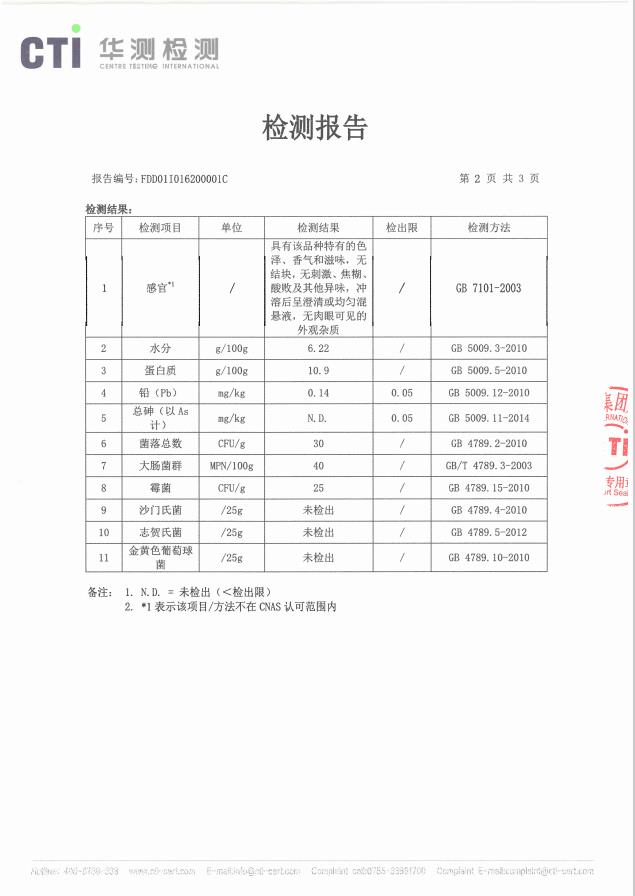 CTI 华测检测
CENTRE TESTING INTERNATIONAL
检测报告
报告编号: FDD01I016200001C
第 2 页 共 3 页
检测结果:
序号 检测项目 单位 检测结果 检出限 检测方法
1 感官*1 / 具有该品种特有的色
泽、香气和滋味, 无
结块, 无刺激、焦糊、
酸败及其他异味, 冲
溶后呈澄清或均匀混
悬液, 无肉眼可见的
外观杂质 / GB 7101-2003
2 水分 g/100g 6.22 / GB 5009.3-2010
3 蛋白质 g/100g 10.9 / GB 5009.5-2010
4 铅 (Pb) mg/kg 0.14 0.05 GB 5009.12-2010
5 总砷 (以 As
计) mg/kg N.D. 0.05 GB 5009.11-2014
6 菌落总数 CFU/g 30 / GB 4789.2-2010
7 大肠菌群 MPN/100g 40 / GB/T 4789.3-2003
8 霉菌 CFU/g 25 / GB 4789.15-2010
9 沙门氏菌 /25g 未检出 / GB 4789.4-2010
10 志贺氏菌 /25g 未检出 / GB 4789.5-2012
11 金黄色葡萄球
菌 /25g 未检出 / GB 4789.10-2010
备注: 1. N.D. = 未检出 (<检出限)
2. *1 表示该项目/方法不在 CNAS 认可范围内
集团
TI
专用章
Hotline: www.cti-cert.com E-mail:info@cti-cert.com Complaint call:0755-33681700 Complaint E-mail:complaint@cti-cert.com